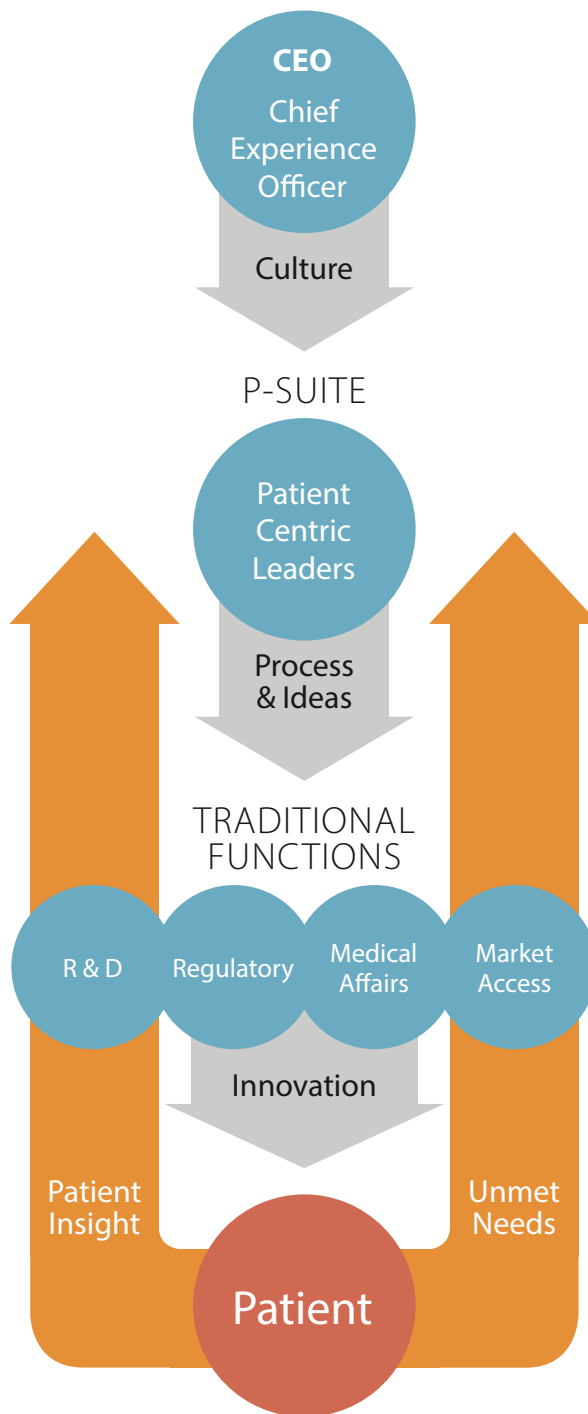 CEO
Chief
Experience
Officer
Culture
P-SUITE
Patient
Centric
Leaders
Process
& Ideas
TRADITIONAL
FUNCTIONS
R & D
Regulatory
Medical
Affairs
Market
Access
Innovation
Patient
Insight
Unmet
Needs
Patient